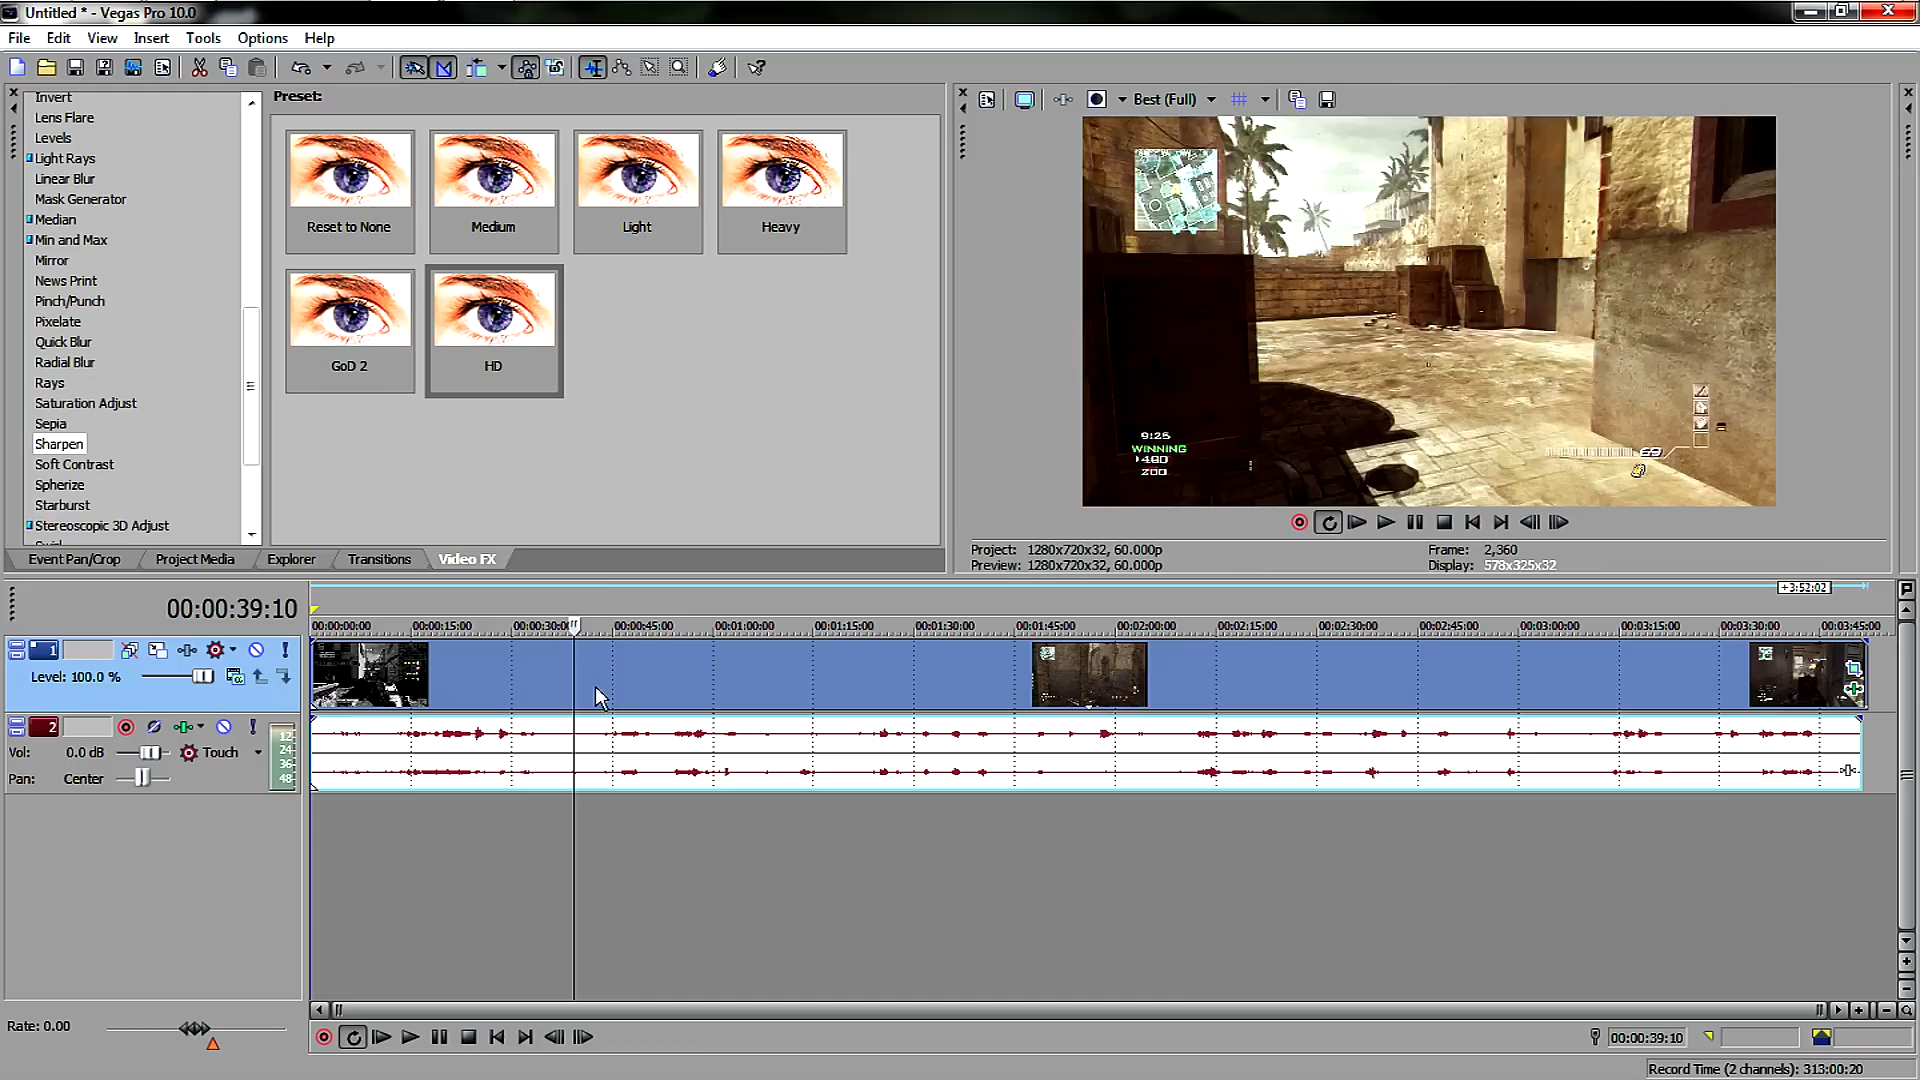 Untitled * - Vegas Pro 10.0
File Edit View Insert Tools Options Help
Invert
Lens Flare
Levels
Light Rays
Linear Blur
Mask Generator
Median
Min and Max
Mirror
News Print
Pinch/Punch
Pixelate
Quick Blur
Radial Blur
Rays
Saturation Adjust
Sepia
Sharpen
Soft Contrast
Spherize
Starburst
Stereoscopic 3D Adjust
Preset:
Reset to None
Medium
Light
Heavy
GoD 2
HD
Event Pan/Crop
Project Media
Explorer
Transitions
Video FX
Best (Full)
9:25
WINNING
480
200
69
Project: 1280x720x32, 60.000p
Frame: 2,360
Preview: 1280x720x32, 60.000p
Display: 578x325x32
+3:52:02
00:00:39:10
00:00:00:00 00:00:15:00 00:00:30:00 00:00:45:00 00:01:00:00 00:01:15:00 00:01:30:00 00:01:45:00 00:02:00:00 00:02:15:00 00:02:30:00 00:02:45:00 00:03:00:00 00:03:15:00 00:03:30:00 00:03:45:00
1
Level: 100.0 %
2
Vol: 0.0 dB Touch
Pan: Center
12
24
36
48
Rate: 0.00
00:00:39:10
Record Time (2 channels): 313:00:20